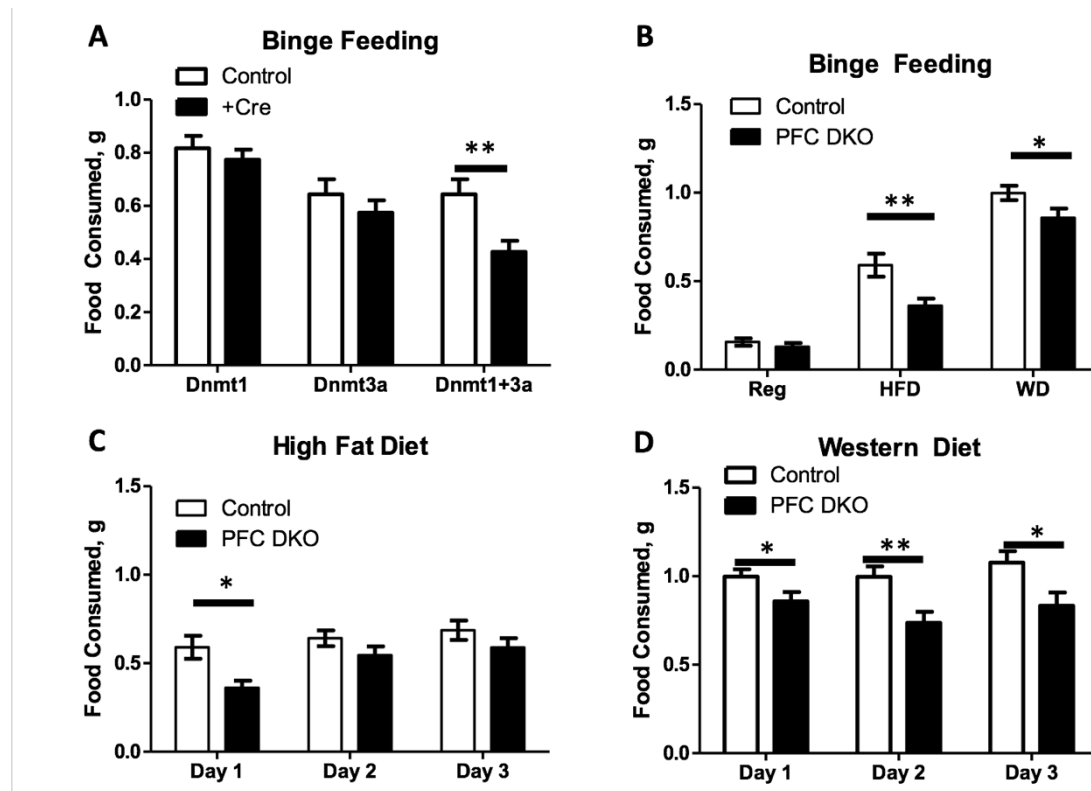 A
Binge Feeding
Control
+Cre
Food Consumed, g
1.0
0.8
0.6
0.4
0.2
0.0
**
Dnmt1 Dnmt3a Dnmt1+3a
B
Binge Feeding
Control
PFC DKO
Food Consumed, g
1.5
1.0
0.5
0.0
**
*
Reg HFD WD
C
High Fat Diet
Control
PFC DKO
Food Consumed, g
1.5
1.0
0.5
0.0
*
Day 1 Day 2 Day 3
D
Western Diet
Control
PFC DKO
Food Consumed, g
1.5
1.0
0.5
0.0
*
**
*
Day 1 Day 2 Day 3